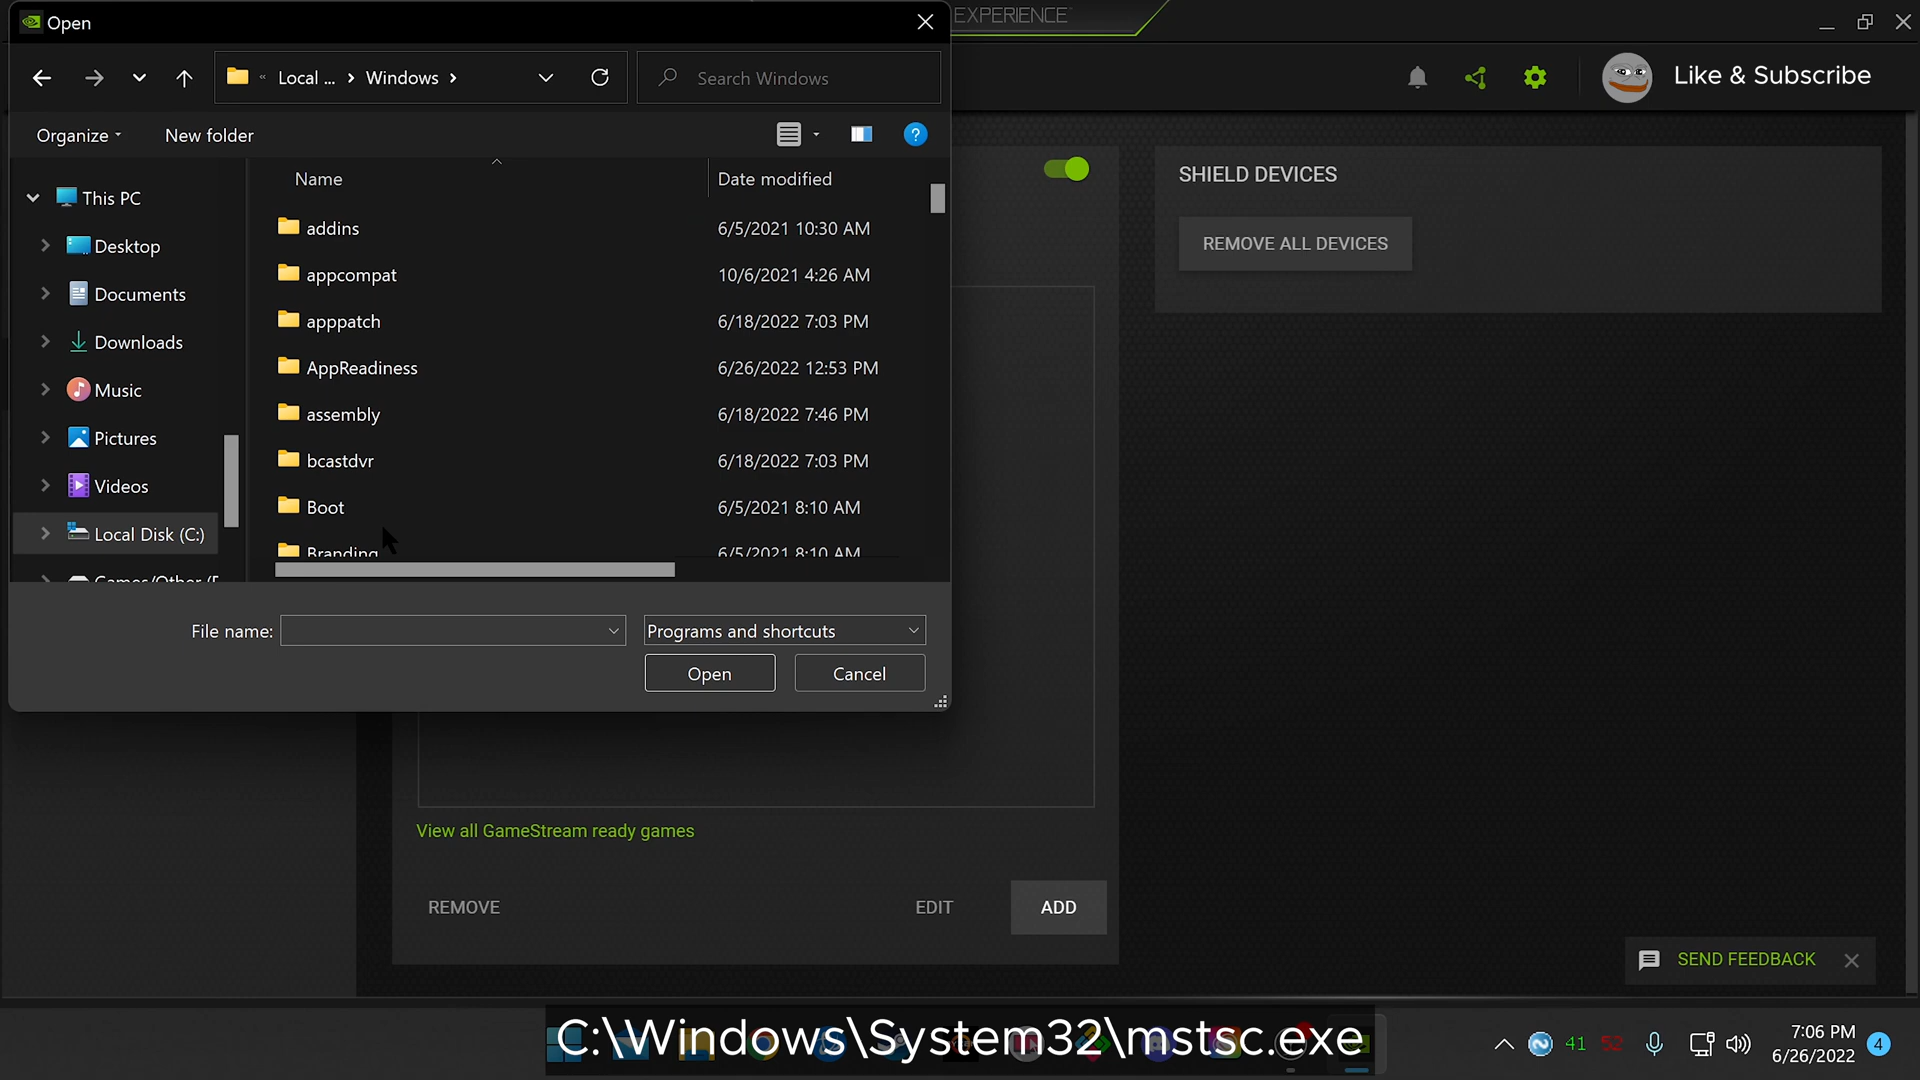 Open
EXPERIENCE
Local ... Windows
Search Windows
Like & Subscribe
Organize
New folder
Name
Date modified
This PC
Desktop
Documents
Downloads
Music
Pictures
Videos
Local Disk (C:)
Games/Other (
addins 6/5/2021 10:30 AM
appcompat 10/6/2021 4:26 AM
apppatch 6/18/2022 7:03 PM
AppReadiness 6/26/2022 12:53 PM
assembly 6/18/2022 7:46 PM
bcastdvr 6/18/2022 7:03 PM
Boot 6/5/2021 8:10 AM
Branding 6/5/2021 8:10 AM
SHIELD DEVICES
REMOVE ALL DEVICES
File name:
Programs and shortcuts
Open
Cancel
View all GameStream ready games
REMOVE
EDIT
ADD
SEND FEEDBACK
C:\Windows\System32\mstsc.exe
41
52
7:06 PM
6/26/2022
4